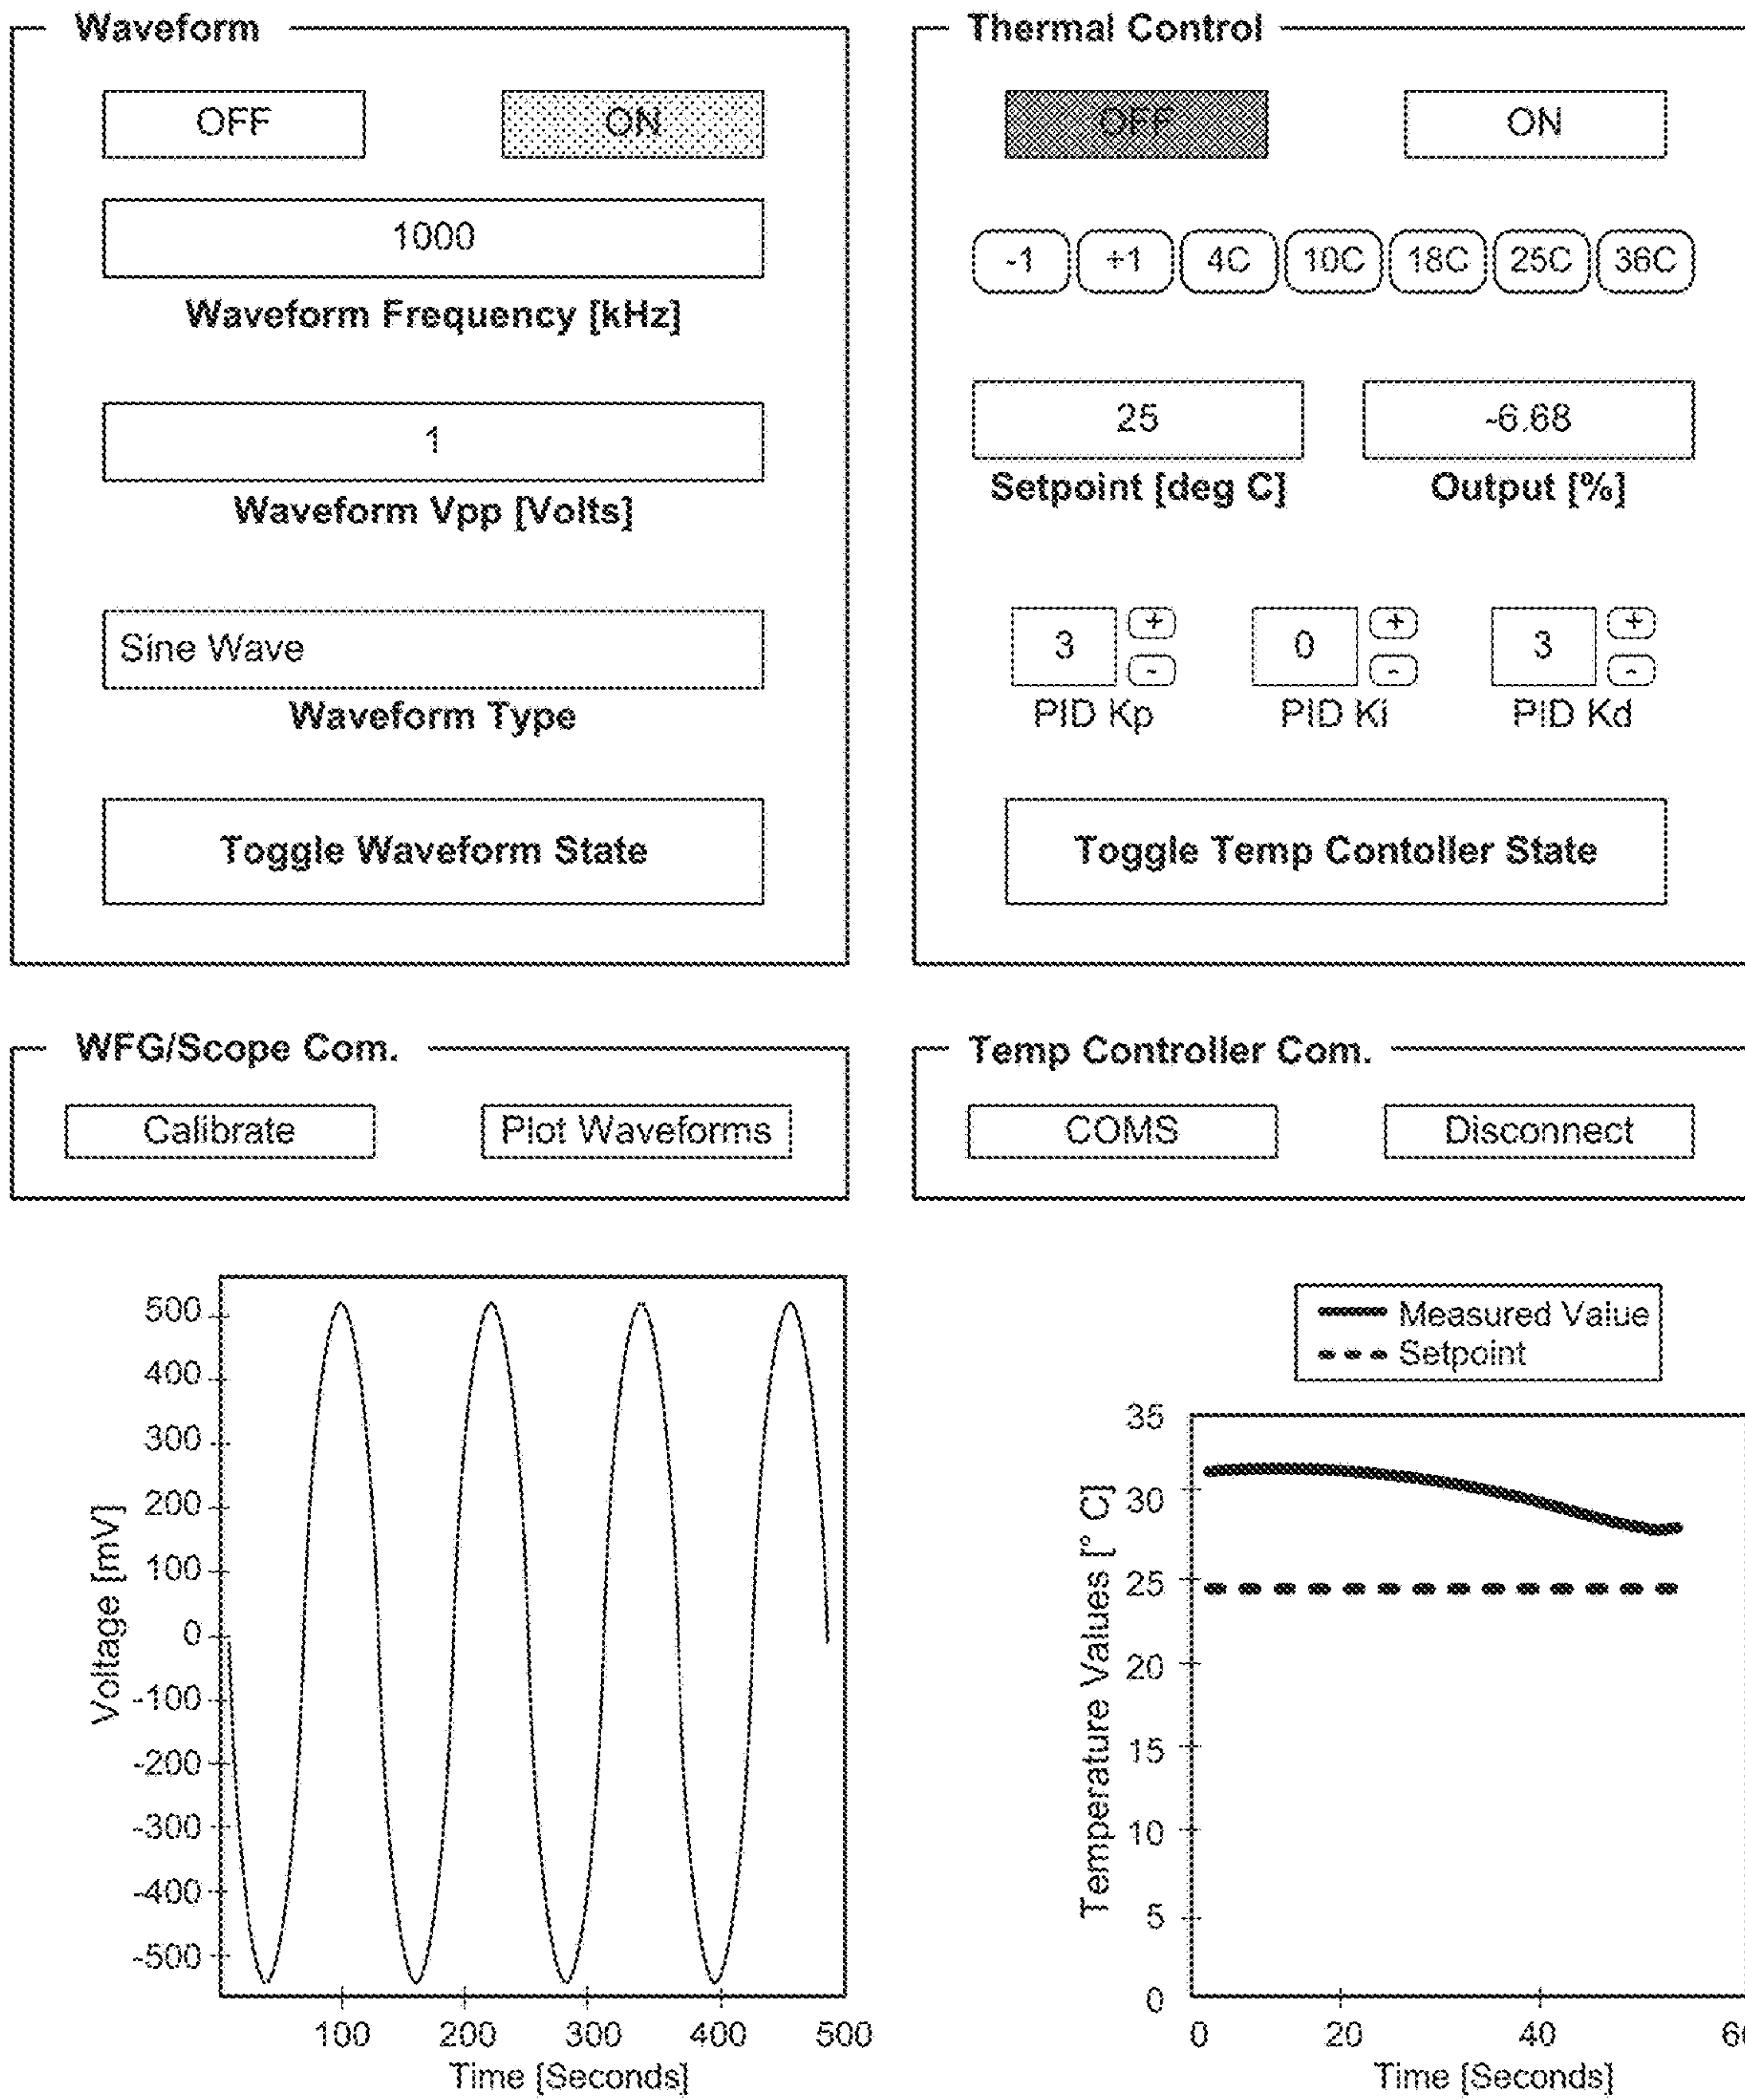 Waveform
OFF
ON
1000
Waveform Frequency [kHz]
1
Waveform Vpp [Volts]
Sine Wave
Waveform Type
Toggle Waveform State
Thermal Control
OFF
ON
-1
+1
4C
10C
18C
25C
36C
25
-6.68
Setpoint [deg C]
Output [%]
3
+
-
0
+
-
3
+
-
PID Kp
PID Ki
PID Kd
Toggle Temp Contoller State
WFG/Scope Com.
Calibrate
Plot Waveforms
Temp Controller Com.
COMS
Disconnect
Voltage [mV]
500
400
300
200
100
0
-100
-200
-300
-400
-500
100
200
300
400
500
Time [Seconds]
Measured Value
Setpoint
Temperature Values [° C]
35
30
25
20
15
10
5
0
0
20
40
Time [Seconds]